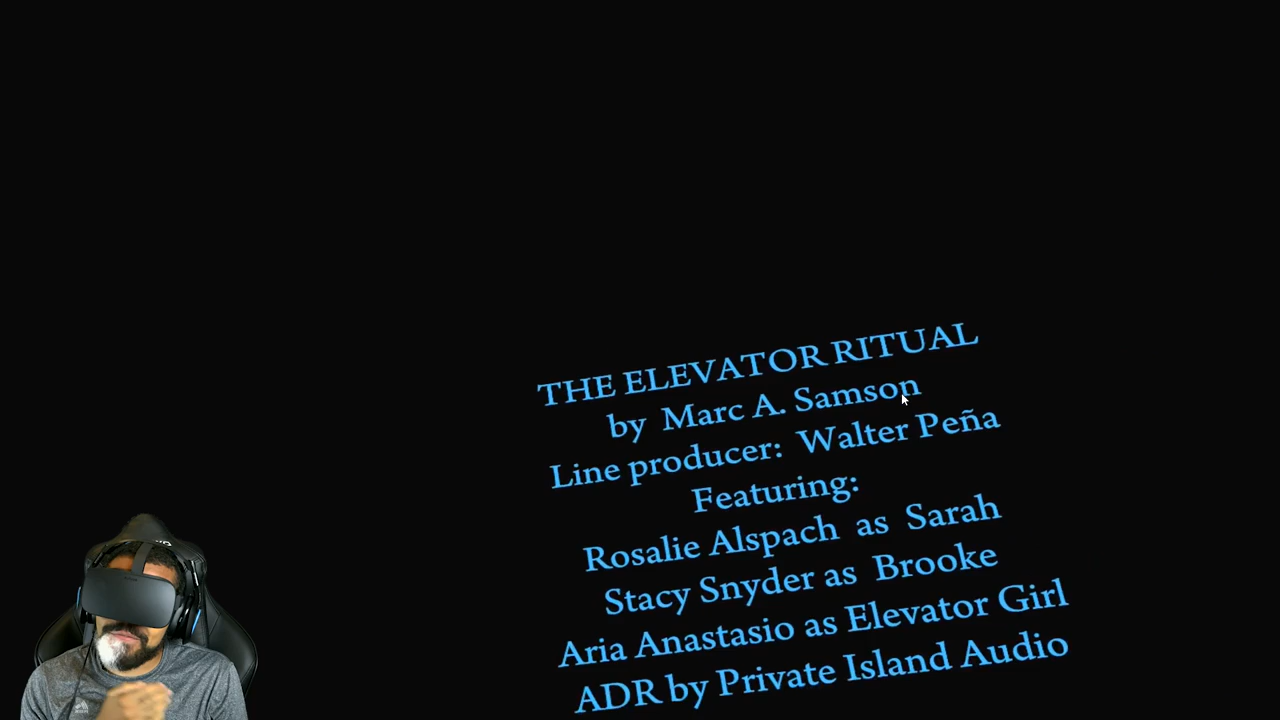 THE ELEVATOR RITUAL
by Marc A. Samson
Line producer: Walter Peña
Featuring:
Rosalie Alspach as Sarah
Stacy Snyder as Brooke
Aria Anastasio as Elevator Girl
ADR by Private Island Audio